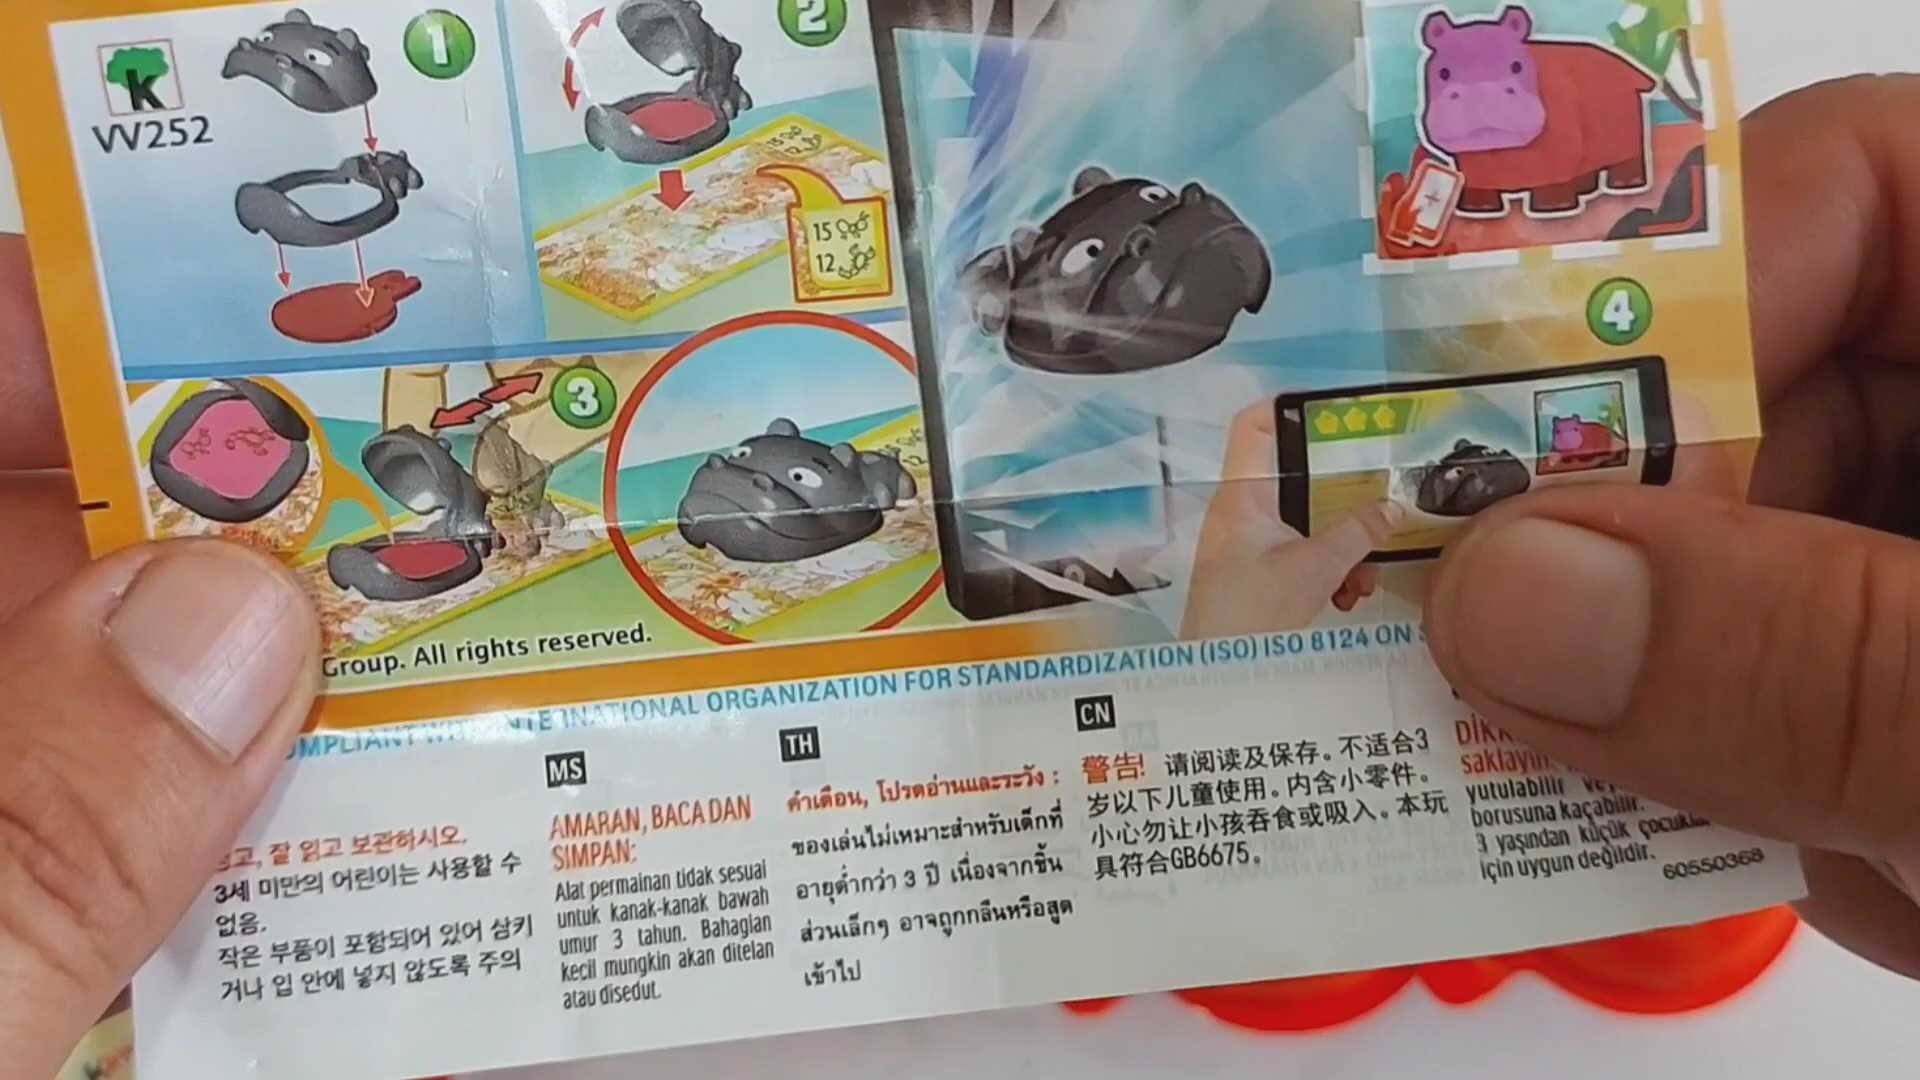 K
VV252
1
2
15
12
3
4
Group. All rights reserved.
INTERNATIONAL ORGANIZATION FOR STANDARDIZATION (ISO) ISO 8124 ON
잘 읽고 보관하시오.
3세 미만의 어린이는 사용할 수
없음.
작은 부품이 포함되어 있어 삼키
거나 입 안에 넣지 않도록 주의
MS
AMARAN, BACA DAN
SIMPAN:
Alat permainan tidak sesuai
untuk kanak-kanak bawah
umur 3 tahun. Bahagian
kecil mungkin akan ditelan
atau disedut.
TH
คำเตือน, โปรดอ่านและระวัง :
ของเล่นไม่เหมาะสำหรับเด็กที่
อายุต่ำกว่า 3 ปี เนื่องจากชิ้น
ส่วนเล็กๆ อาจถูกกลืนหรือสูด
เข้าไป
CN
警告! 请阅读及保存。不适合3
岁以下儿童使用。内含小零件。
小心勿让小孩吞食或吸入。本玩
具符合GB6675。
yutulabilir
borusuna kaçabilir.
3 yaşından küçük
için uygun değildir.
60550368